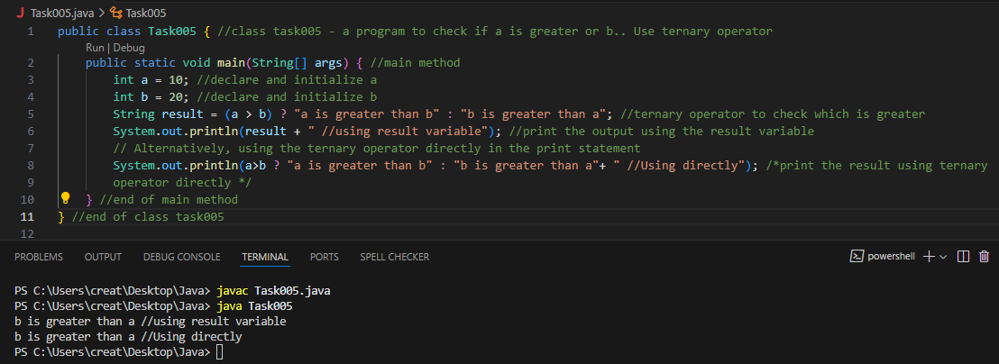 J Task005.java > Task005
1 public class Task005 { //class task005 - a program to check if a is greater or b.. Use ternary operator
Run | Debug
2 public static void main(String[] args) { //main method
3 int a = 10; //declare and initialize a
4 int b = 20; //declare and initialize b
5 String result = (a > b) ? "a is greater than b" : "b is greater than a"; //ternary operator to check which is greater
6 System.out.println(result + " //using result variable"); //print the output using the result variable
7 // Alternatively, using the ternary operator directly in the print statement
8 System.out.println(a>b ? "a is greater than b" : "b is greater than a"+ " //Using directly"); /*print the result using ternary
9 operator directly */
10 } //end of main method
11 } //end of class task005
12
PROBLEMS OUTPUT DEBUG CONSOLE TERMINAL PORTS SPELL CHECKER powershell
PS C:\Users\creat\Desktop\Java> javac Task005.java
PS C:\Users\creat\Desktop\Java> java Task005
b is greater than a //using result variable
b is greater than a //Using directly
PS C:\Users\creat\Desktop\Java>